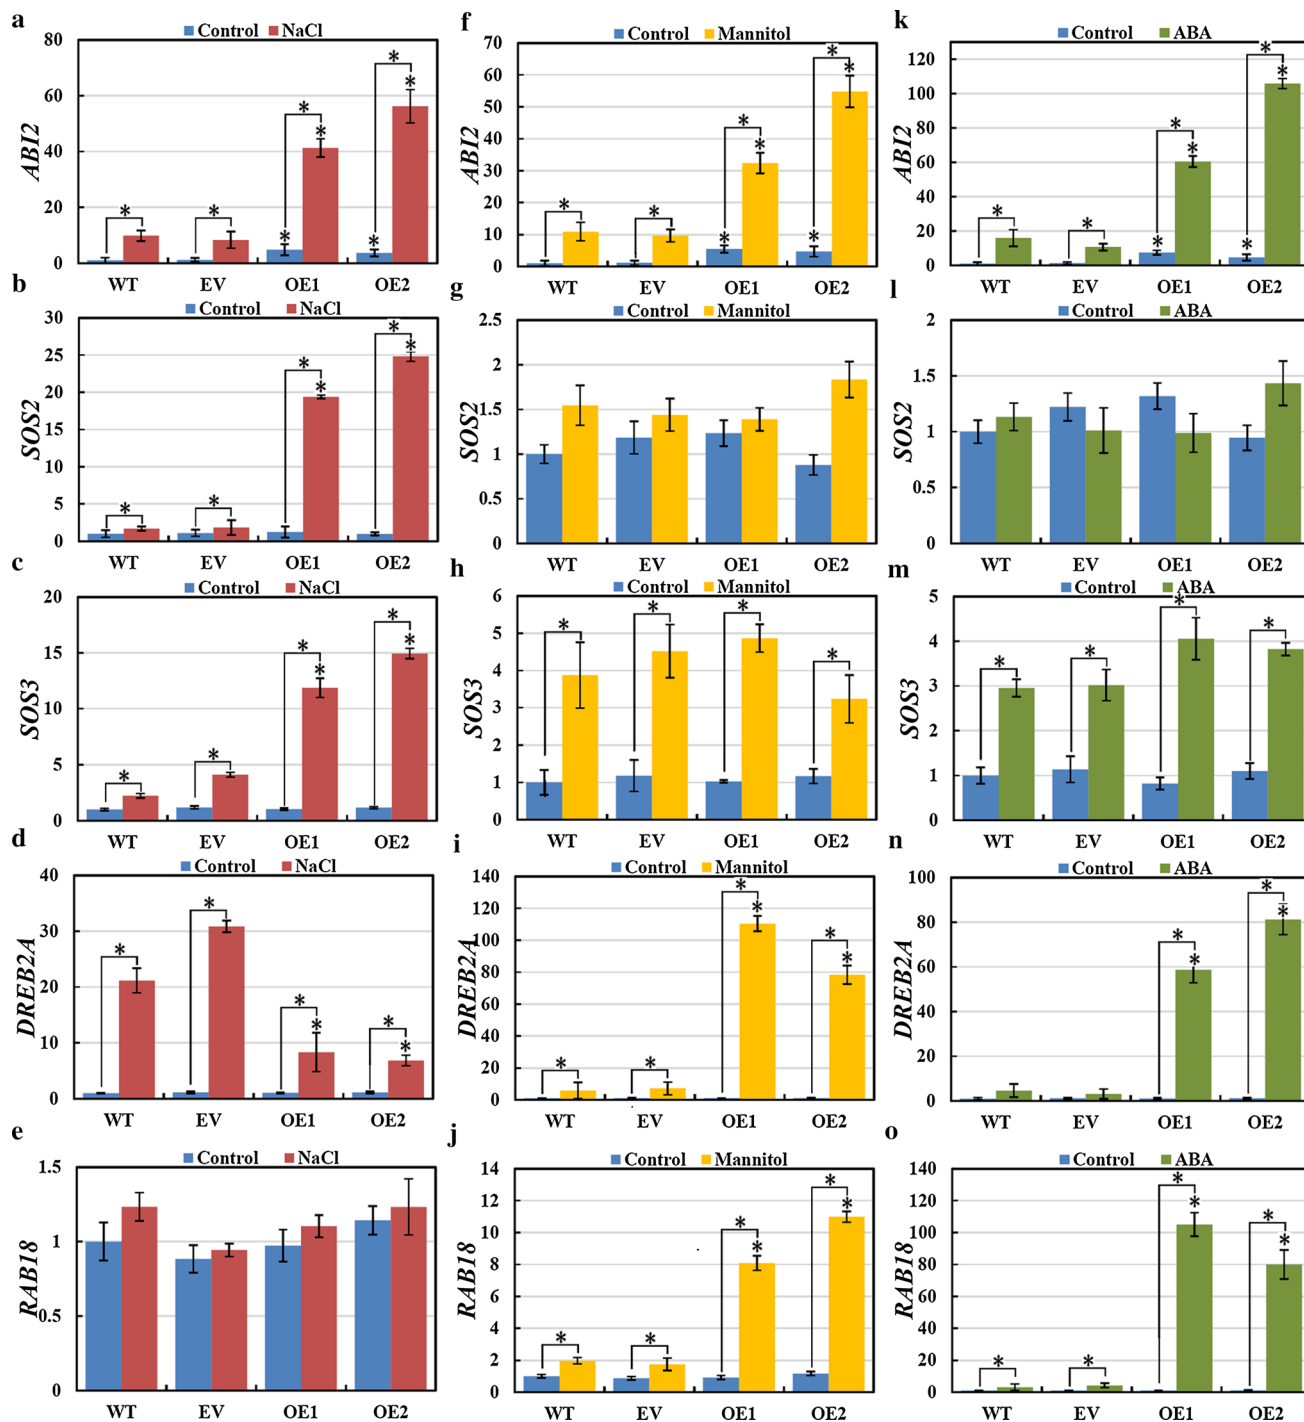 a
Control NaCl
80
60
40
20
0
ABI2
* * * * * * * *
WT EV OE1 OE2
f
Control Mannitol
70
60
50
40
30
20
10
0
ABI2
* * * * * * * *
WT EV OE1 OE2
k
Control ABA
120
100
80
60
40
20
0
ABI2
* * * * * * * *
WT EV OE1 OE2
b
Control NaCl
30
25
20
15
10
5
0
SOS2
* * * * * *
WT EV OE1 OE2
g
Control Mannitol
2.5
2
1.5
1
0.5
0
SOS2
WT EV OE1 OE2
l
Control ABA
2
1.5
1
0.5
0
SOS2
WT EV OE1 OE2
c
Control NaCl
20
15
10
5
0
SOS3
* * * * * *
WT EV OE1 OE2
h
Control Mannitol
6
5
4
3
2
1
0
SOS3
* * * *
WT EV OE1 OE2
m
Control ABA
5
4
3
2
1
0
SOS3
* * * *
WT EV OE1 OE2
d
Control NaCl
40
30
20
10
0
DREB2A
* * * * * *
WT EV OE1 OE2
i
Control Mannitol
140
120
100
80
60
40
20
0
DREB2A
* * * * * *
WT EV OE1 OE2
n
Control ABA
100
80
60
40
20
0
DREB2A
* * * *
WT EV OE1 OE2
e
Control NaCl
1.5
1
0.5
0
RAB18
WT EV OE1 OE2
j
Control Mannitol
14
12
10
8
6
4
2
0
RAB18
* * * * * *
WT EV OE1 OE2
o
Control ABA
140
120
100
80
60
40
20
0
RAB18
* * * * * *
WT EV OE1 OE2